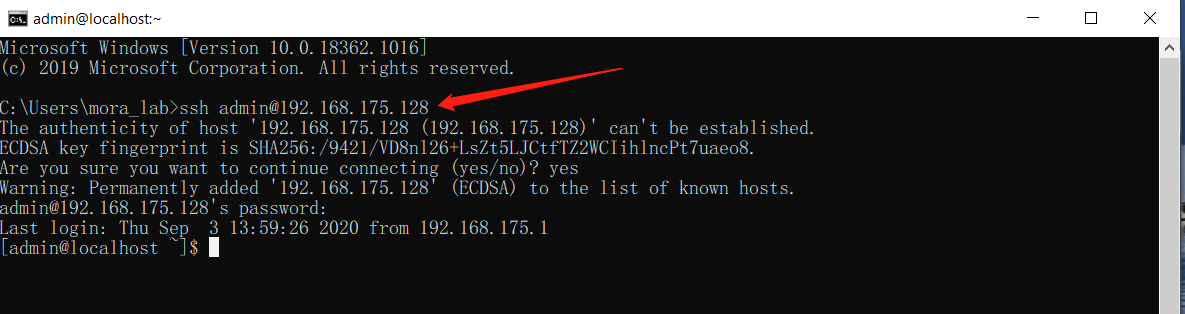 admin@localhost:~
Microsoft Windows [Version 10.0.18362.1016]
(c) 2019 Microsoft Corporation. All rights reserved.
C:\Users\mora_lab>ssh admin@192.168.175.128
The authenticity of host '192.168.175.128 (192.168.175.128)' can't be established.
ECDSA key fingerprint is SHA256:/9421/VD8nl26+LsZt5LJCtfTZ2WCIihlncPt7uaeo8.
Are you sure you want to continue connecting (yes/no)? yes
Warning: Permanently added '192.168.175.128' (ECDSA) to the list of known hosts.
admin@192.168.175.128's password:
Last login: Thu Sep  3 13:59:26 2020 from 192.168.175.1
[admin@localhost ~]$